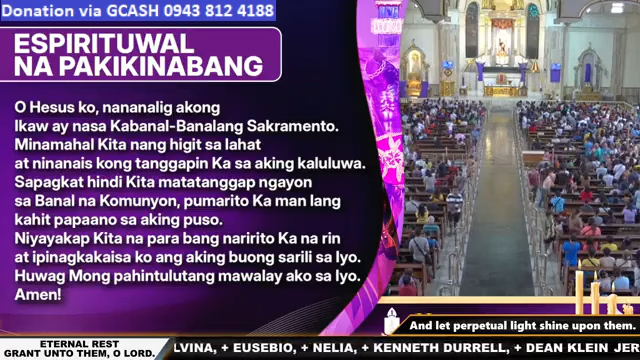 Donation via GCASH 0943 812 4188
ESPIRITUWAL
NA PAKIKINABANG
O Hesus ko, nananalig akong
Ikaw ay nasa Kabanal-Banalang Sakramento.
Minamahal Kita nang higit sa lahat
at ninanais kong tanggapin Ka sa aking kaluluwa.
Sapagkat hindi Kita matatanggap ngayon
sa Banal na Komunyon, pumarito Ka man lang
kahit papaano sa aking puso.
Niyayakap Kita na para bang naririto Ka na rin
at ipinagkakaisa ko ang aking buong sarili sa Iyo.
Huwag Mong pahintulutang mawalay ako sa Iyo.
Amen!
And let perpetual light shine upon them.
ETERNAL REST
GRANT UNTO THEM, O LORD.
LVINA, + EUSEBIO, + NELIA, + KENNETH DURRELL, + DEAN KLEIN JER